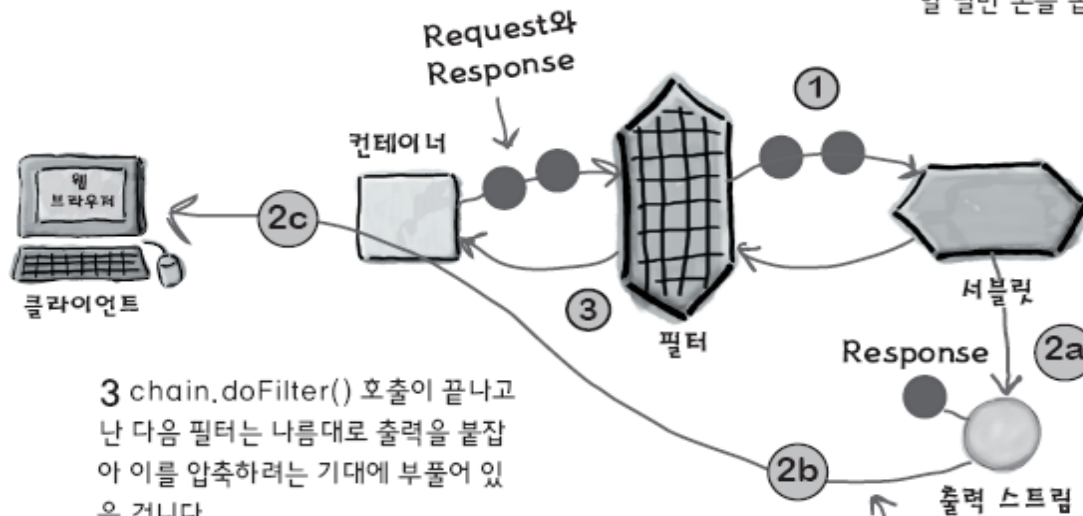 Request와
Response
1
컨테이너
웹
브라우저
2c
클라이언트
3
필터
서블릿
Response
2a
2b
출력 스트림
3 chain.doFilter() 호출이 끝나고
난 다음 필터는 나름대로 출력을 붙잡
아 이를 압축하려는 기대에 부풀어 있
을 겁니다